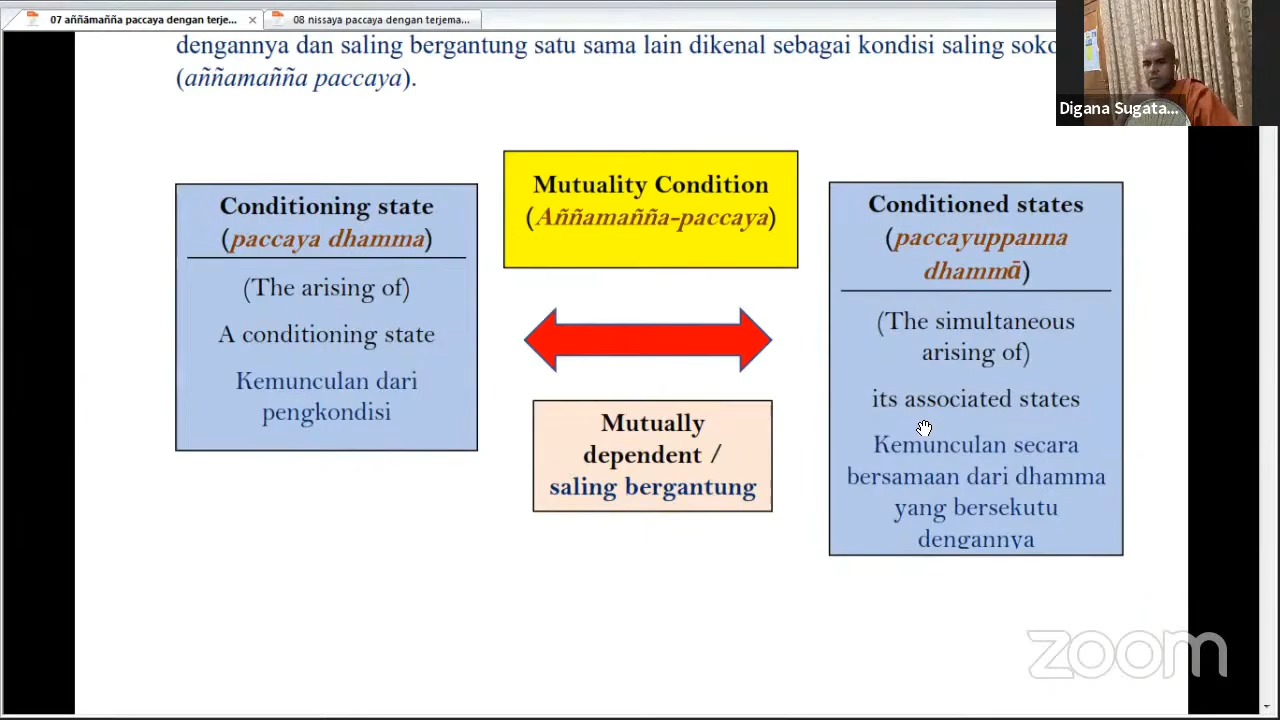 07 aññāmañña paccaya dengan terje...
08 nissaya paccaya dengan terjema...
dengannya dan saling bergantung satu sama lain dikenal sebagai kondisi saling soko
(aññamañña paccaya).
Digana Sugata...
Conditioning state
(paccaya dhamma)
(The arising of)
A conditioning state
Kemunculan dari
pengkondisi
Mutuality Condition
(Aññamañña-paccaya)
Mutually
dependent /
saling bergantung
Conditioned states
(paccayuppanna
dhammā)
(The simultaneous
arising of)
its associated states
Kemunculan secara
bersamaan dari dhamma
yang bersekutu
dengannya
zoom